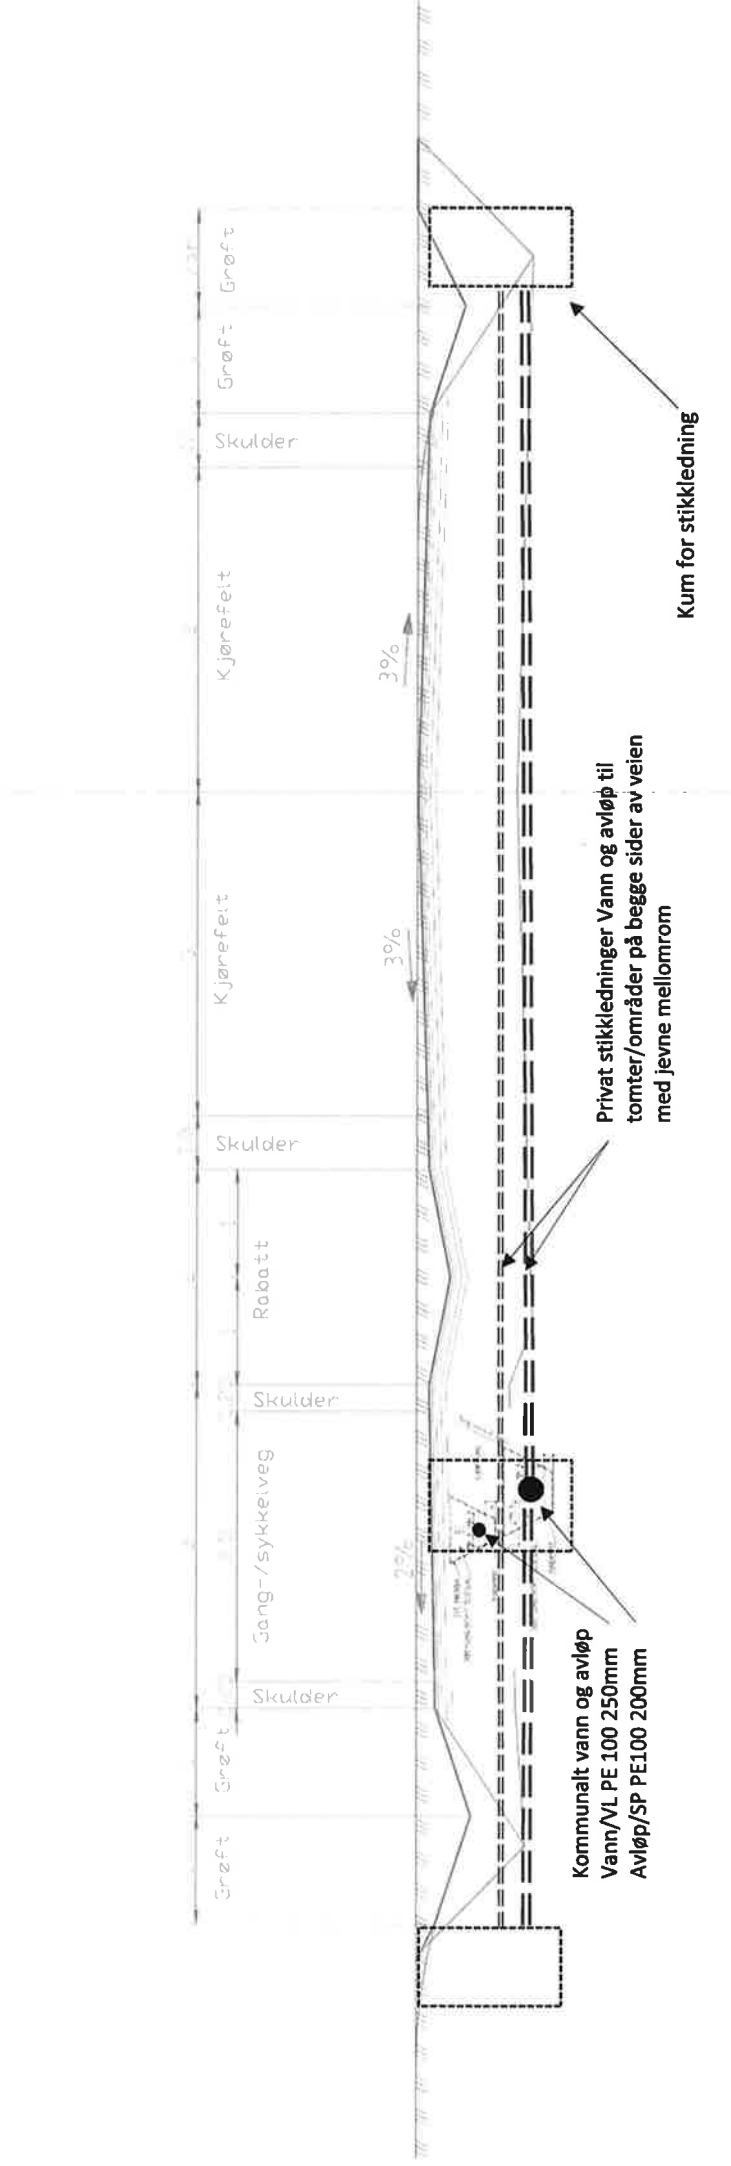 Grøft
Grøft
Skulder
Gang-/sykkelveg
Skulder
Rabatt
Skulder
Kjørefelt
Kjørefelt
Skulder
Grøft
Grøft
2%
3%
3%
Kommunalt vann og avløp
Vann/VL PE 100 250mm
Avløp/SP PE100 200mm
Privat stikkledninger Vann og avløp til
tomter/områder på begge sider av veien
med jevne mellomrom
Kum for stikkledning